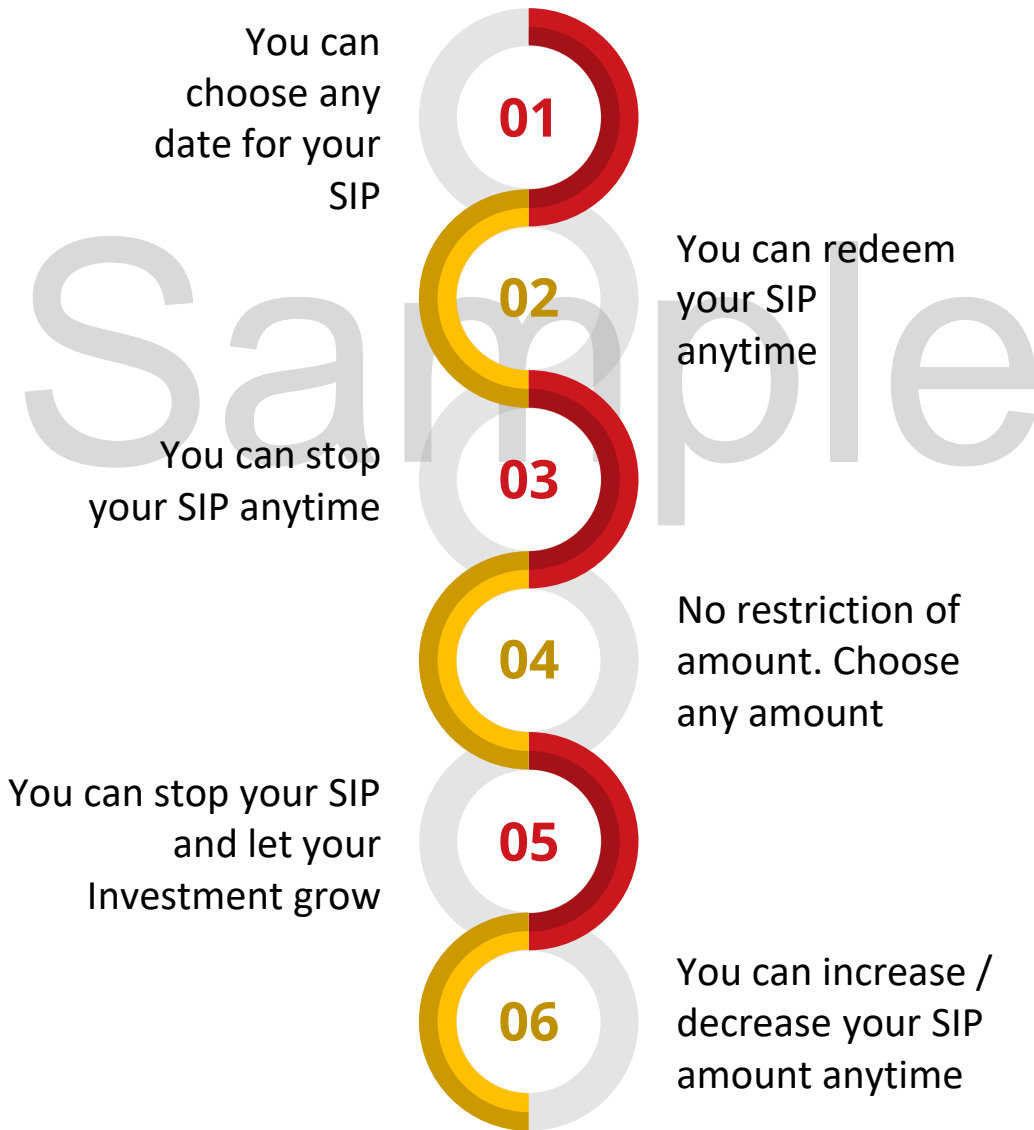 You can
choose any
date for your
SIP
01
02
You can redeem
your SIP
anytime
Sample
You can stop
your SIP anytime
03
04
No restriction of
amount. Choose
any amount
You can stop your SIP
and let your
Investment grow
05
06
You can increase /
decrease your SIP
amount anytime